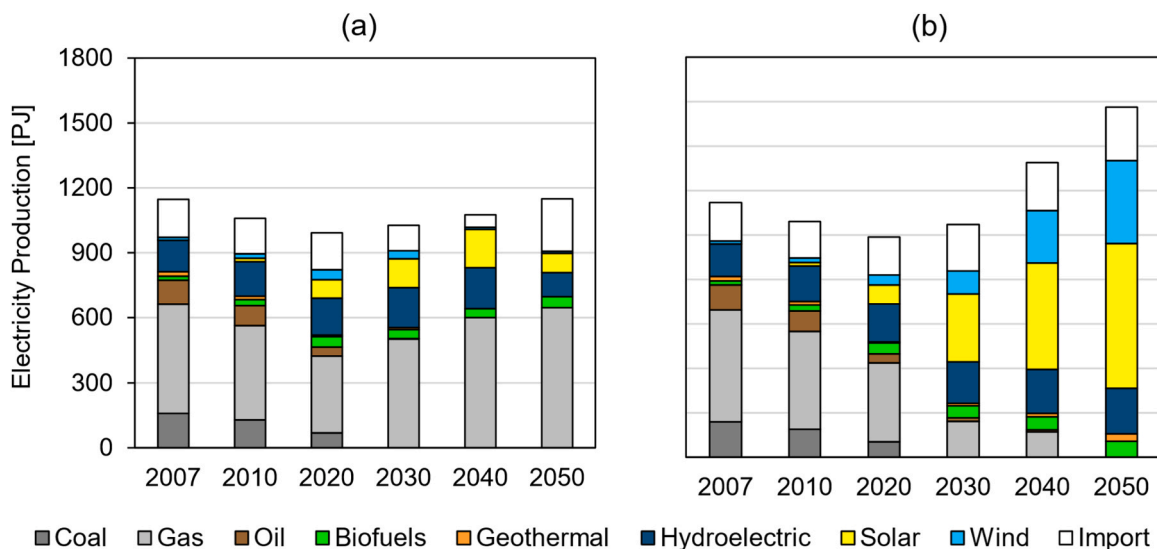 (a) (b)
Electricity Production [PJ]
1800
1500
1200
900
600
300
0
2007 2010 2020 2030 2040 2050 2007 2010 2020 2030 2040 2050
Coal Gas Oil Biofuels Geothermal Hydroelectric Solar Wind Import